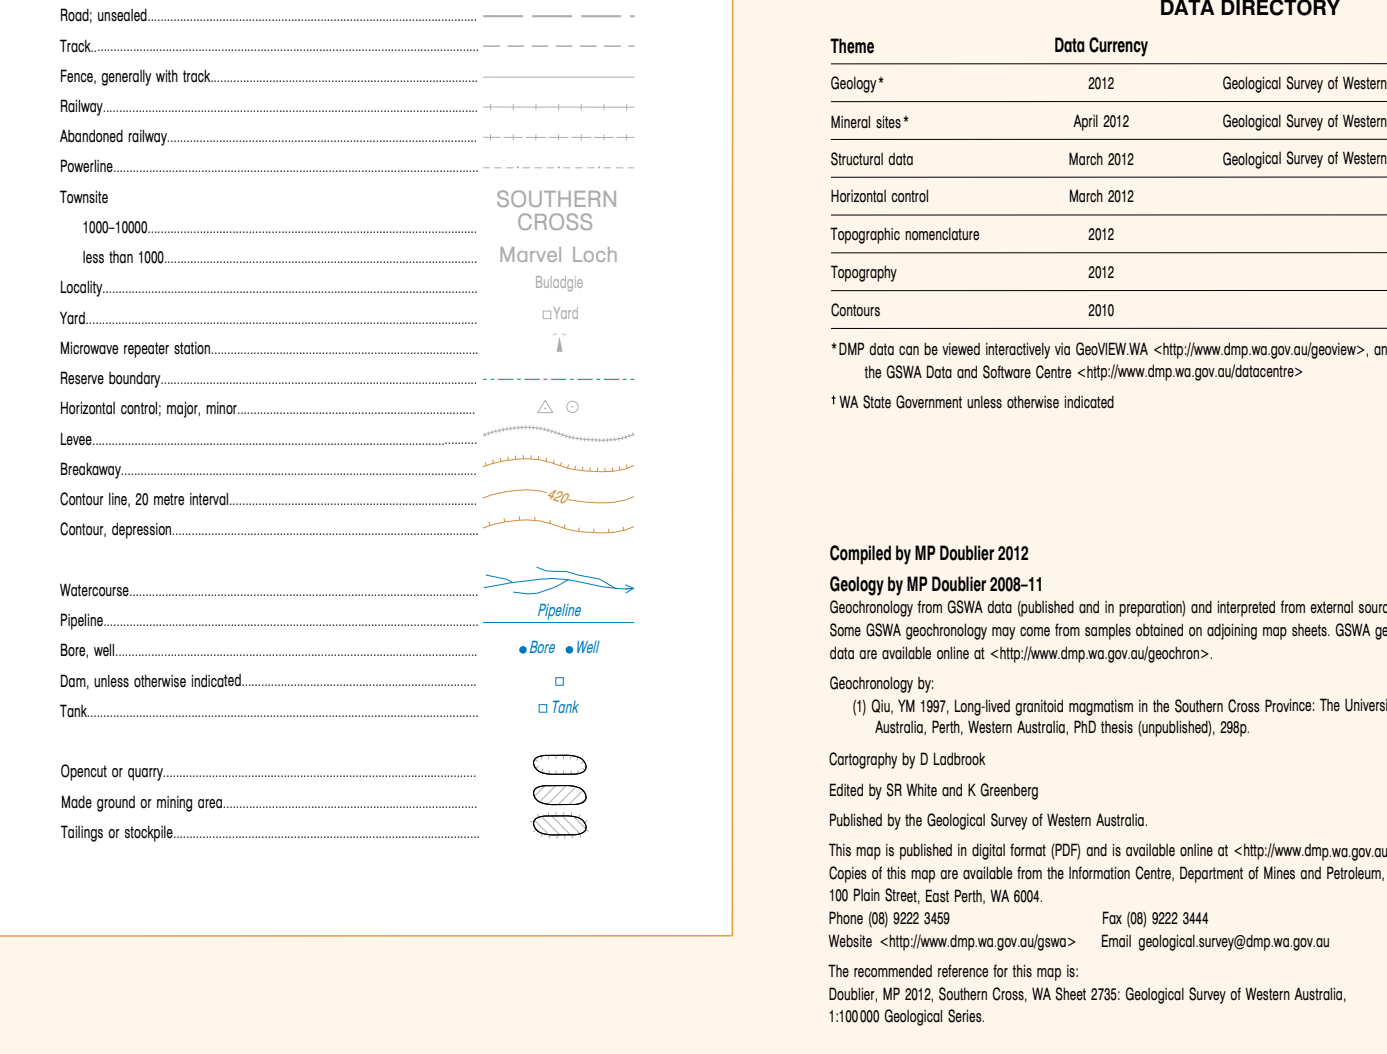 Road; unsealed
Track
Fence, generally with track
Railway
Abandoned railway
Powerline
Townsite
1000–10000
SOUTHERN
CROSS
less than 1000
Marvel Loch
Locality
Buladgie
Yard
Yard
Microwave repeater station
Reserve boundary
Horizontal control; major, minor
Levee
Breakaway
Contour line, 20 metre interval
420
Contour, depression
Watercourse
Pipeline
Pipeline
Bore, well
Bore Well
Dam, unless otherwise indicated
Tank
Tank
Opencut or quarry
Made ground or mining area
Tailings or stockpile
DATA DIRECTORY
Theme Data Currency
Geology* 2012 Geological Survey of Western
Mineral sites* April 2012 Geological Survey of Western
Structural data March 2012 Geological Survey of Western
Horizontal control March 2012
Topographic nomenclature 2012
Topography 2012
Contours 2010
*DMP data can be viewed interactively via GeoVIEW.WA <http://www.dmp.wa.gov.au/geoview>, an
the GSWA Data and Software Centre <http://www.dmp.wa.gov.au/datacentre>
† WA State Government unless otherwise indicated
Compiled by MP Doublier 2012
Geology by MP Doublier 2008–11
Geochronology from GSWA data (published and in preparation) and interpreted from external sourc
Some GSWA geochronology may come from samples obtained on adjoining map sheets. GSWA ge
data are available online at <http://www.dmp.wa.gov.au/geochron>.
Geochronology by:
(1) Qiu, YM 1997, Long-lived granitoid magmatism in the Southern Cross Province: The Universi
Australia, Perth, Western Australia, PhD thesis (unpublished), 298p.
Cartography by D Ladbrook
Edited by SR White and K Greenberg
Published by the Geological Survey of Western Australia.
This map is published in digital format (PDF) and is available online at <http://www.dmp.wa.gov.au
Copies of this map are available from the Information Centre, Department of Mines and Petroleum,
100 Plain Street, East Perth, WA 6004.
Phone (08) 9222 3459 Fax (08) 9222 3444
Website <http://www.dmp.wa.gov.au/gswa> Email geological.survey@dmp.wa.gov.au
The recommended reference for this map is:
Doublier, MP 2012, Southern Cross, WA Sheet 2735: Geological Survey of Western Australia,
1:100 000 Geological Series.